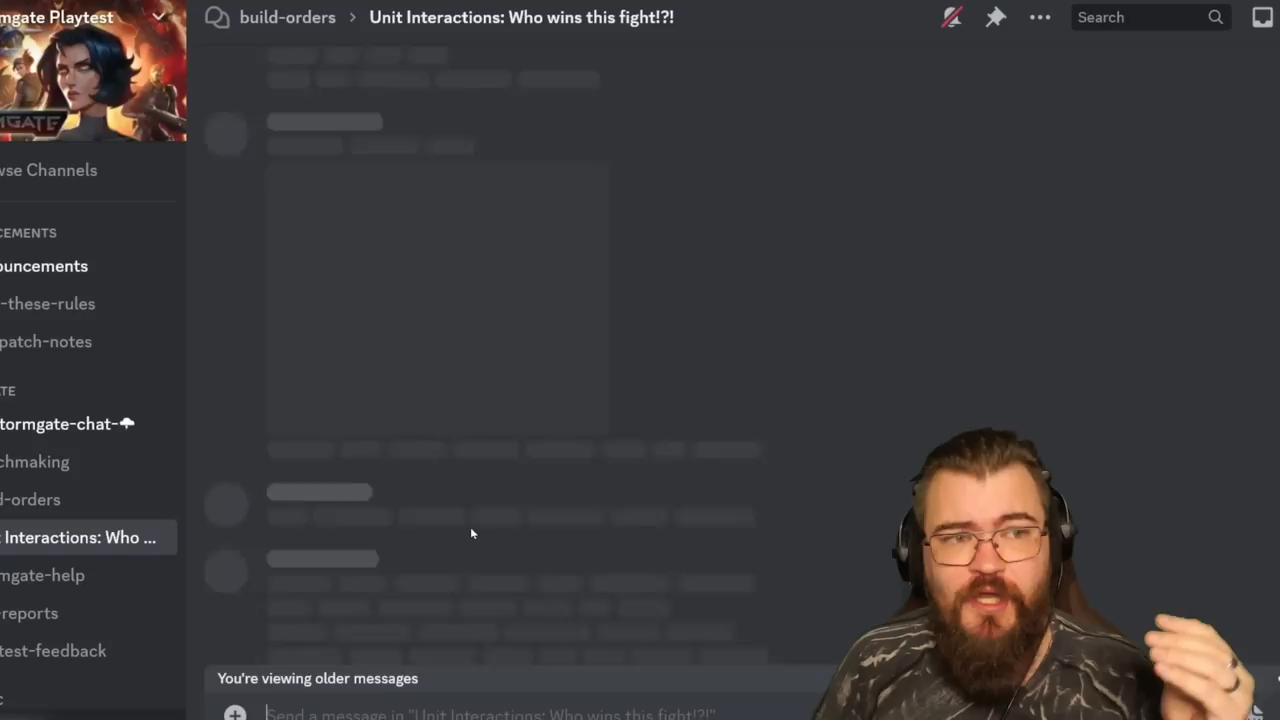 mgate Playtest
build-orders > Unit Interactions: Who wins this fight!?!
Search
MGATE
wse Channels
CEMENTS
ouncements
-these-rules
patch-notes
TE
tormgate-chat-
chmaking
d-orders
t Interactions: Who ...
mgate-help
-reports
test-feedback
C
You're viewing older messages
Send a message in "Unit Interactions: Who wins this fight!?!"